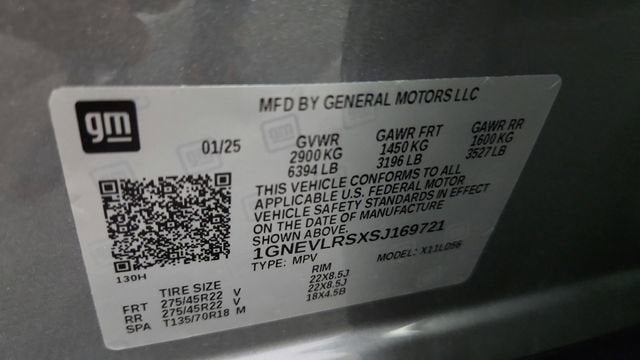 gm
MFD BY GENERAL MOTORS LLC
01/25
GVWR GAWR FRT GAWR RR
2900 KG 1450 KG 1600 KG
6394 LB 3196 LB 3527 LB
THIS VEHICLE CONFORMS TO ALL
APPLICABLE U.S. FEDERAL MOTOR
VEHICLE SAFETY STANDARDS IN EFFECT
ON THE DATE OF MANUFACTURE
SHOWN ABOVE.
1GNEVLRSXSJ169721
TYPE: MPV MODEL: X11LD56
130H
TIRE SIZE RIM
FRT 275/45R22 V 22X8.5J
RR 275/45R22 V 22X8.5J
SPA T135/70R18 M 18X4.5B